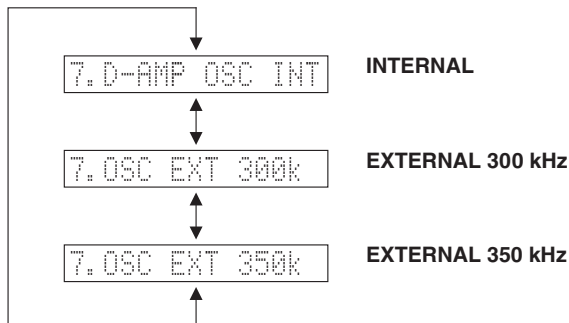 7.D-AMP OSC INT
INTERNAL
7.OSC EXT 300k
EXTERNAL 300 kHz
7.OSC EXT 350k
EXTERNAL 350 kHz